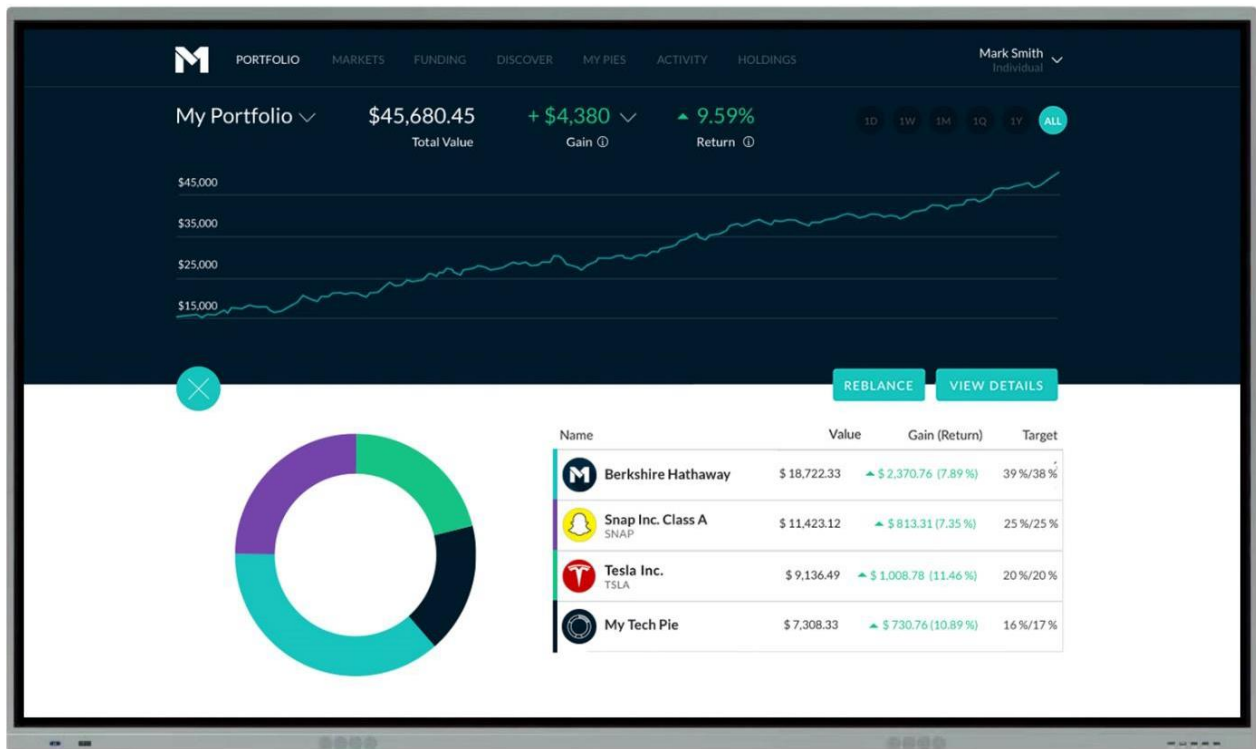 M PORTFOLIO MARKETS FUNDING DISCOVER MY PIES ACTIVITY HOLDINGS Mark Smith
Individual
My Portfolio $45,680.45 + $4,380 9.59% 1D 1W 1M 1Q 1Y ALL
Total Value Gain Return
$45,000
$35,000
$25,000
$15,000
REBLANCE VIEW DETAILS
Name Value Gain (Return) Target
M Berkshire Hathaway $ 18,722.33 $ 2,370.76 (7.89 %) 39 %/38 %
Snap Inc. Class A $ 11,423.12 $ 813.31 (7.35 %) 25 %/25 %
SNAP
Tesla Inc. $ 9,136.49 $ 1,008.78 (11.46 %) 20 %/20 %
TSLA
My Tech Pie $ 7,308.33 $ 730.76 (10.89 %) 16 %/17 %